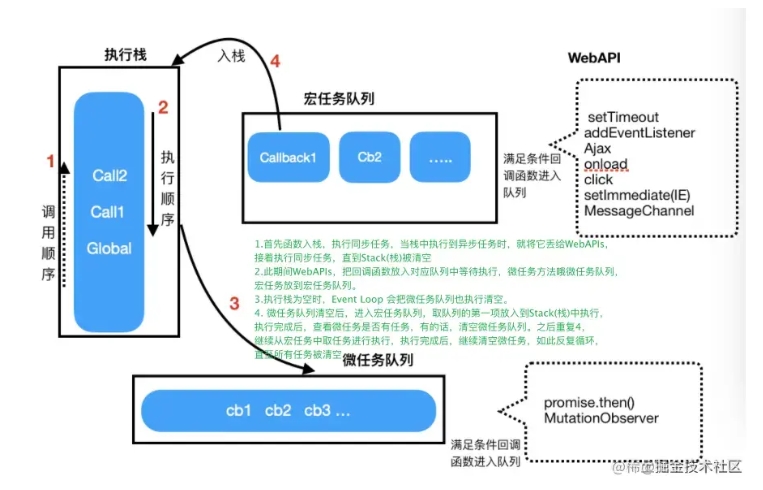 执行栈
入栈
4
WebAPI
宏任务队列
setTimeout
addEventListener
Ajax
onload
click
setImmediate(IE)
MessageChannel
Callback1
Cb2
.....
满足条件回
调函数进入
队列
1
2
调用顺序
执行顺序
Call2
Call1
Global
1.首先函数入栈，执行同步任务，当栈中执行到异步任务时，就将它丢给WebAPIs,
接着执行同步任务，直到Stack(栈)被清空
2.此期间WebAPIs，把回调函数放入对应队列中等待执行，微任务方法哦微任务队列，
宏任务放到宏任务队列。
3.执行栈为空时，Event Loop 会把微任务队列也执行清空。
4. 微任务队列清空后，进入宏任务队列，取队列的第一项放入到Stack(栈)中执行，
执行完成后，查看微任务是否有任务，有的话，清空微任务队列。之后重复4，
继续从宏任务中取任务进行执行，执行完成后，继续清空微任务，如此反复循环，
直至所有任务被清空
3
微任务队列
cb1 cb2 cb3 ...
promise.then()
MutationObserver
满足条件回调
函数进入队列
@稀土掘金技术社区